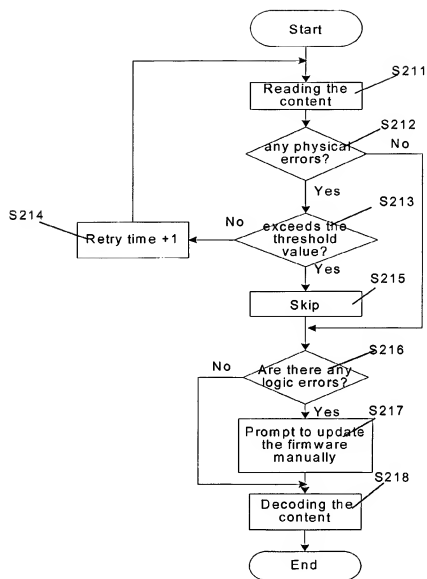 Start
S211
Reading the
content
S212
any physical
errors?
No
Yes
S213
exceeds the
threshold
value?
No
S214
Retry time +1
Yes
S215
Skip
S216
Are there any
logic errors?
No
Yes
S217
Prompt to update
the firmware
manually
S218
Decoding the
content
End